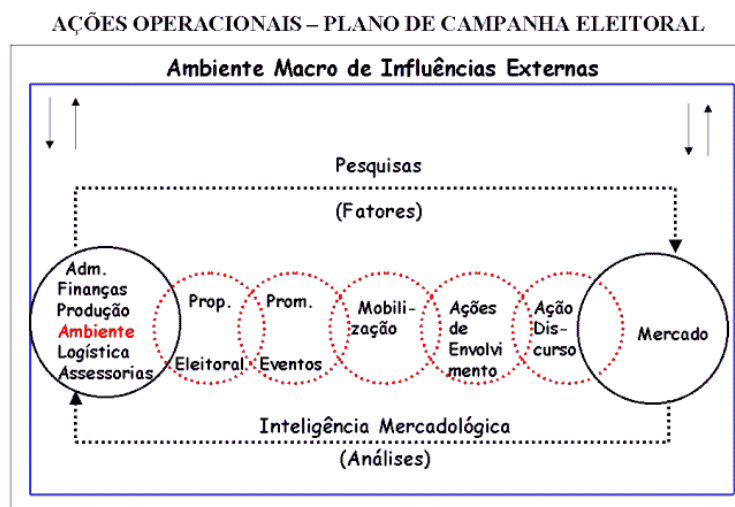 AÇÕES OPERACIONAIS – PLANO DE CAMPANHA ELEITORAL
Ambiente Macro de Influências Externas
Pesquisas
(Fatores)
Adm.
Finanças
Produção
Ambiente
Logística
Assessorias
Prop.
Eleitoral
Prom.
Eventos
Mobili-
zação
Ações
de
Envolvi
mento
Ação
Dis-
curso
Mercado
Inteligência Mercadológica
(Análises)